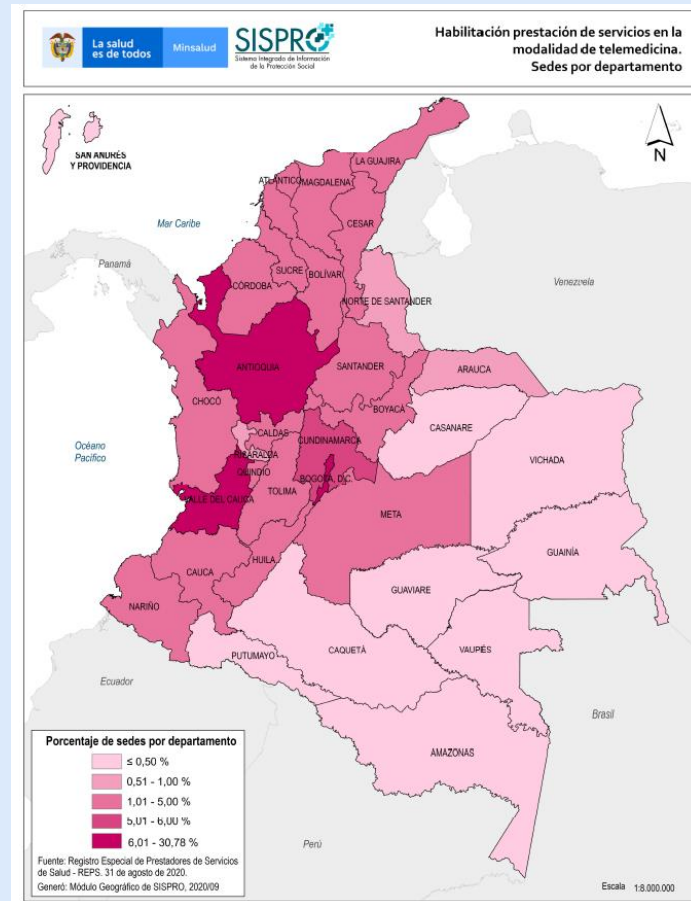 La salud
es de todos
Minsalud
SISPRO
Sistema Integrado de Información
de la Protección Social
Habilitación prestación de servicios en la
modalidad de telemedicina.
Sedes por departamento
SAN ANDRÉS
Y PROVIDENCIA
N
LA GUAJIRA
ATLÁNTICO
MAGDALENA
Mar Caribe
CESAR
Panamá
SUCRE
BOLÍVAR
CÓRDOBA
Venezuela
NORTE DE SANTANDER
ANTIOQUIA
SANTANDER
ARAUCA
CHOCÓ
BOYACÁ
CASANARE
CALDAS
CUNDINAMARCA
Océano
Pacífico
RISARALDA
VICHADA
QUINDÍO
BOGOTÁ, D.C.
TOLIMA
VALLE DEL CAUCA
META
GUAINÍA
HUILA
CAUCA
GUAVIARE
NARIÑO
CAQUETÁ
VAUPÉS
PUTUMAYO
Ecuador
Brasil
AMAZONAS
Perú
Porcentaje de sedes por departamento
≤ 0,50 %
0,51 - 1,00 %
1,01 - 5,00 %
5,01 - 6,00 %
6,01 - 30,78 %
Fuente: Registro Especial de Prestadores de Servicios
de Salud - REPS. 31 de agosto de 2020.
Generó: Módulo Geográfico de SISPRO, 2020/09
Escala 1:8.000.000